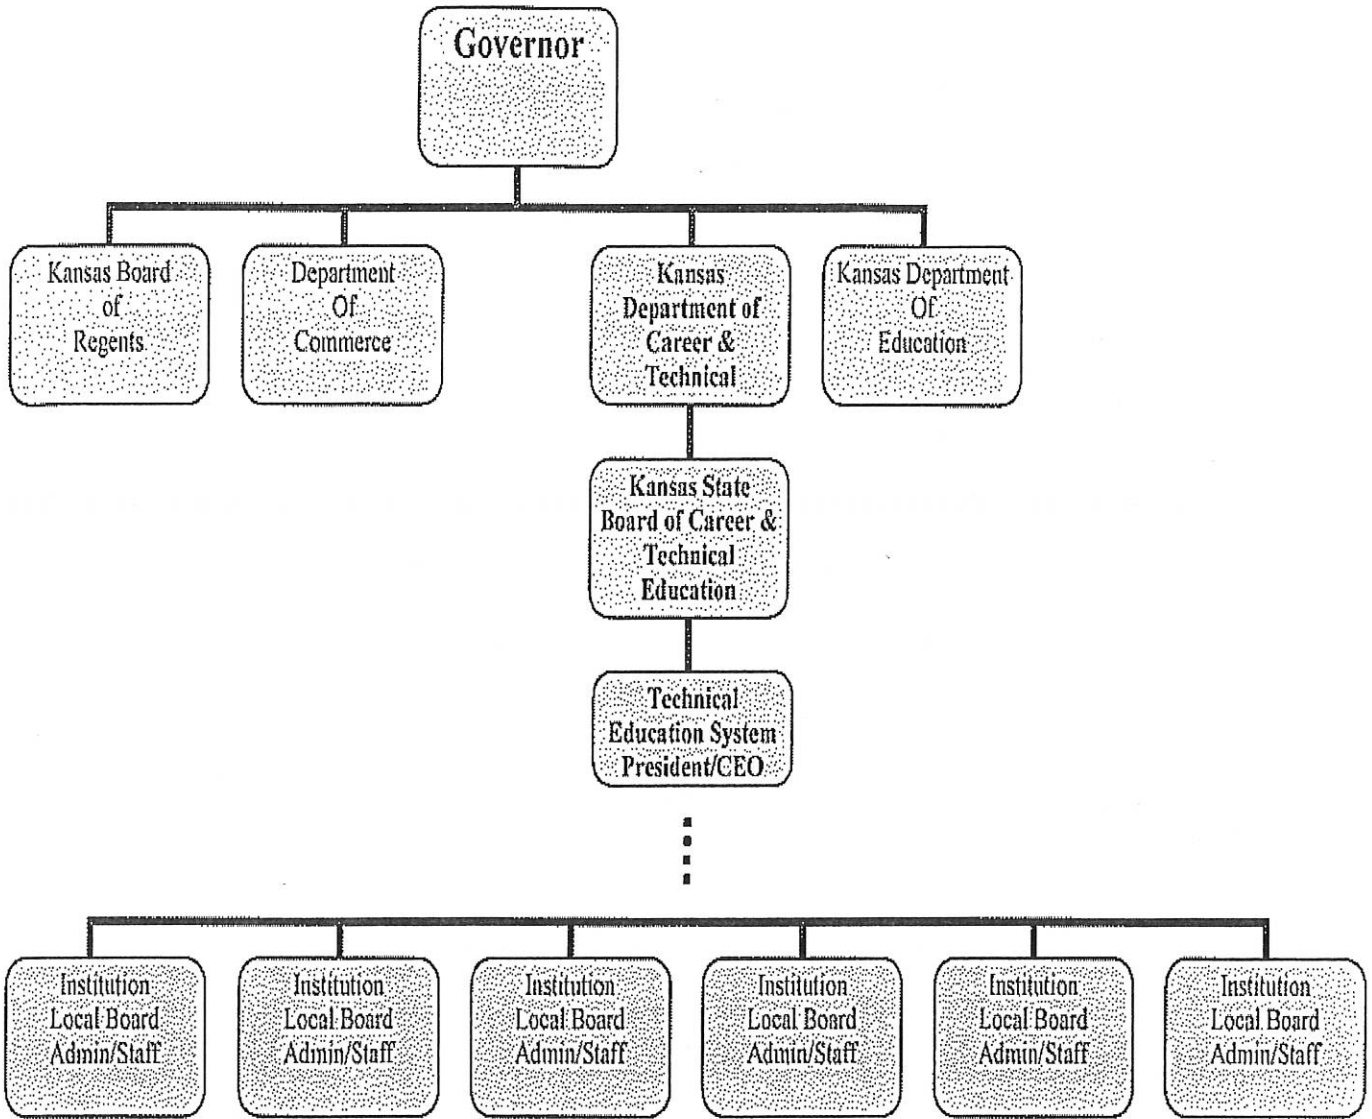 Governor
Kansas Board
of
Regents
Department
Of
Commerce
Kansas
Department of
Career &
Technical
Kansas Department
Of
Education
Kansas State
Board of Career &
Technical
Education
Technical
Education System
President/CEO
Institution
Local Board
Admin/Staff
Institution
Local Board
Admin/Staff
Institution
Local Board
Admin/Staff
Institution
Local Board
Admin/Staff
Institution
Local Board
Admin/Staff
Institution
Local Board
Admin/Staff